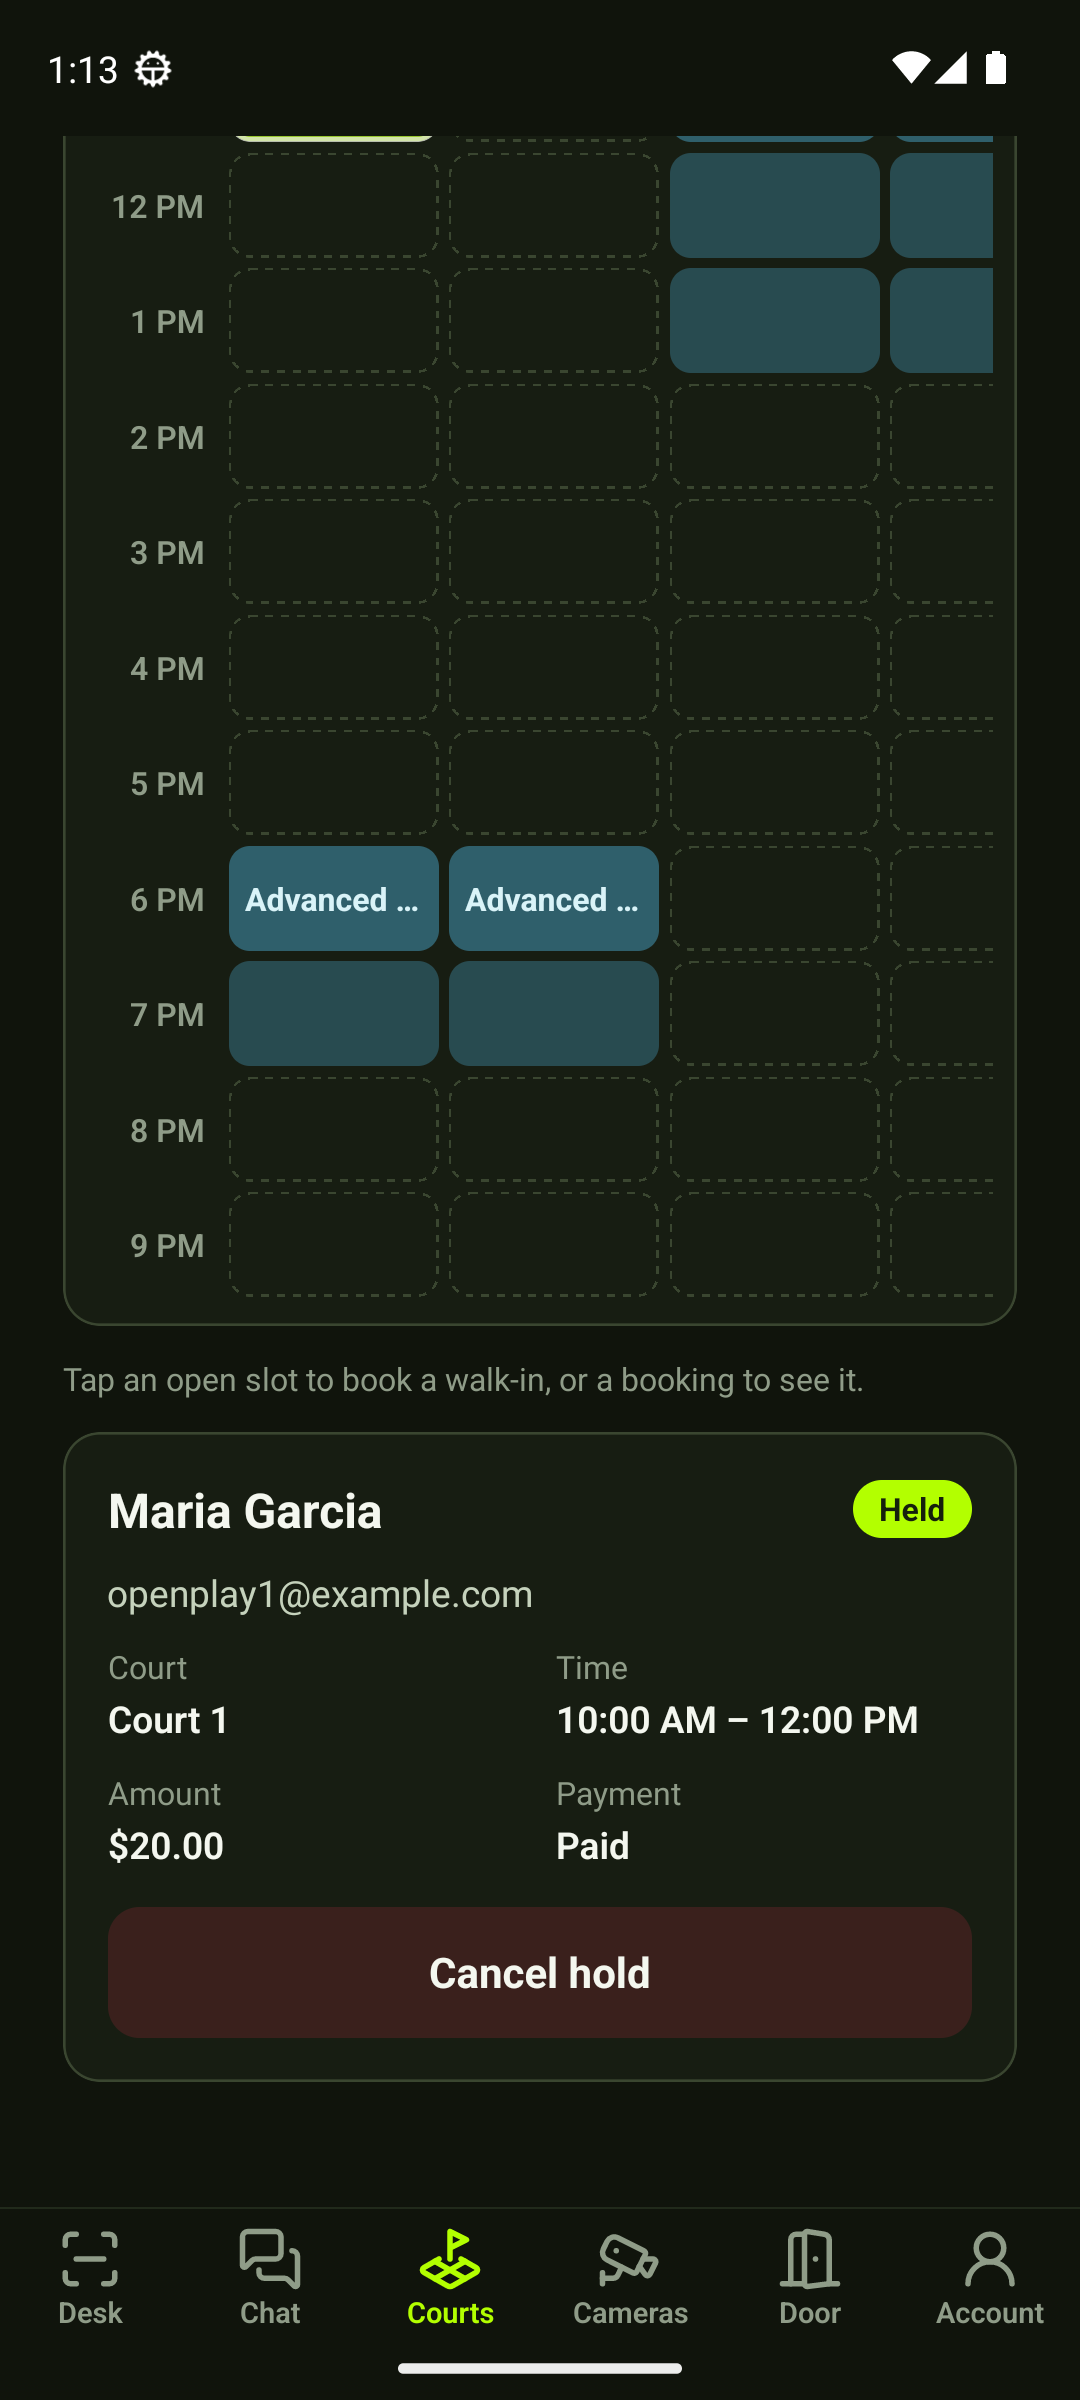 1:13
12 PM
1 PM
2 PM
3 PM
4 PM
5 PM
6 PM Advanced ... Advanced ...
7 PM
8 PM
9 PM
Tap an open slot to book a walk-in, or a booking to see it.
Maria Garcia Held
openplay1@example.com
Court Time
Court 1 10:00 AM – 12:00 PM
Amount Payment
$20.00 Paid
Cancel hold
Desk Chat Courts Cameras Door Account